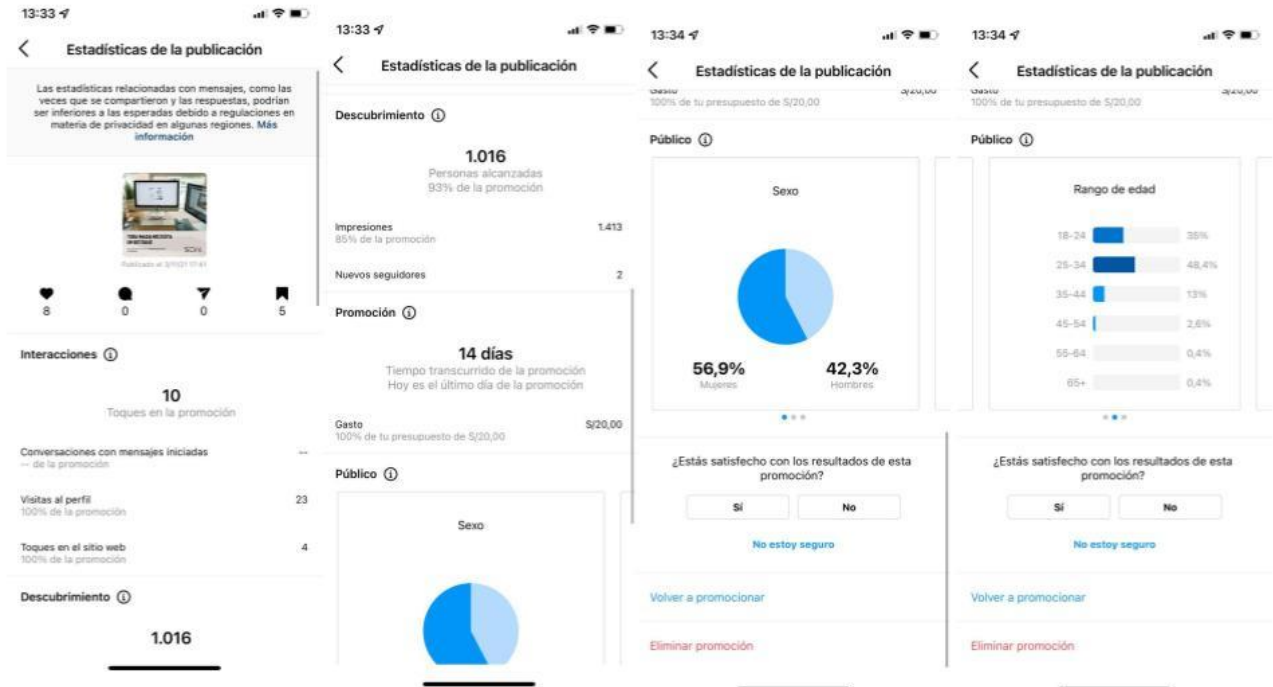 13:33
Estadísticas de la publicación
Las estadísticas relacionadas con mensajes, como las
veces que se compartieron y las respuestas, podrían
ser inferiores a las esperadas debido a regulaciones en
materia de privacidad en algunas regiones. Más
información
8
0
0
5
Interacciones
10
Toques en la promoción
Conversaciones con mensajes iniciadas --
-- de la promoción
Visitas al perfil 23
100% de la promoción
Toques en el sitio web 4
100% de la promoción
Descubrimiento
1.016
13:33
Estadísticas de la publicación
Descubrimiento
1.016
Personas alcanzadas
93% de la promoción
Impresiones 1.413
85% de la promoción
Nuevos seguidores 2
Promoción
14 días
Tiempo transcurrido de la promoción
Hoy es el último día de la promoción
Gasto S/20,00
100% de tu presupuesto de S/20,00
Público
Sexo
13:34
Estadísticas de la publicación
Gasto S/20,00
100% de tu presupuesto de S/20,00
Público
Sexo
56,9% 42,3%
Mujeres Hombres
¿Estás satisfecho con los resultados de esta
promoción?
Sí No
No estoy seguro
Volver a promocionar
Eliminar promoción
13:34
Estadísticas de la publicación
Gasto S/20,00
100% de tu presupuesto de S/20,00
Público
Rango de edad
18-24 35%
25-34 48,4%
35-44 13%
45-54 2,6%
55-64 0,4%
65+ 0,4%
¿Estás satisfecho con los resultados de esta
promoción?
Sí No
No estoy seguro
Volver a promocionar
Eliminar promoción